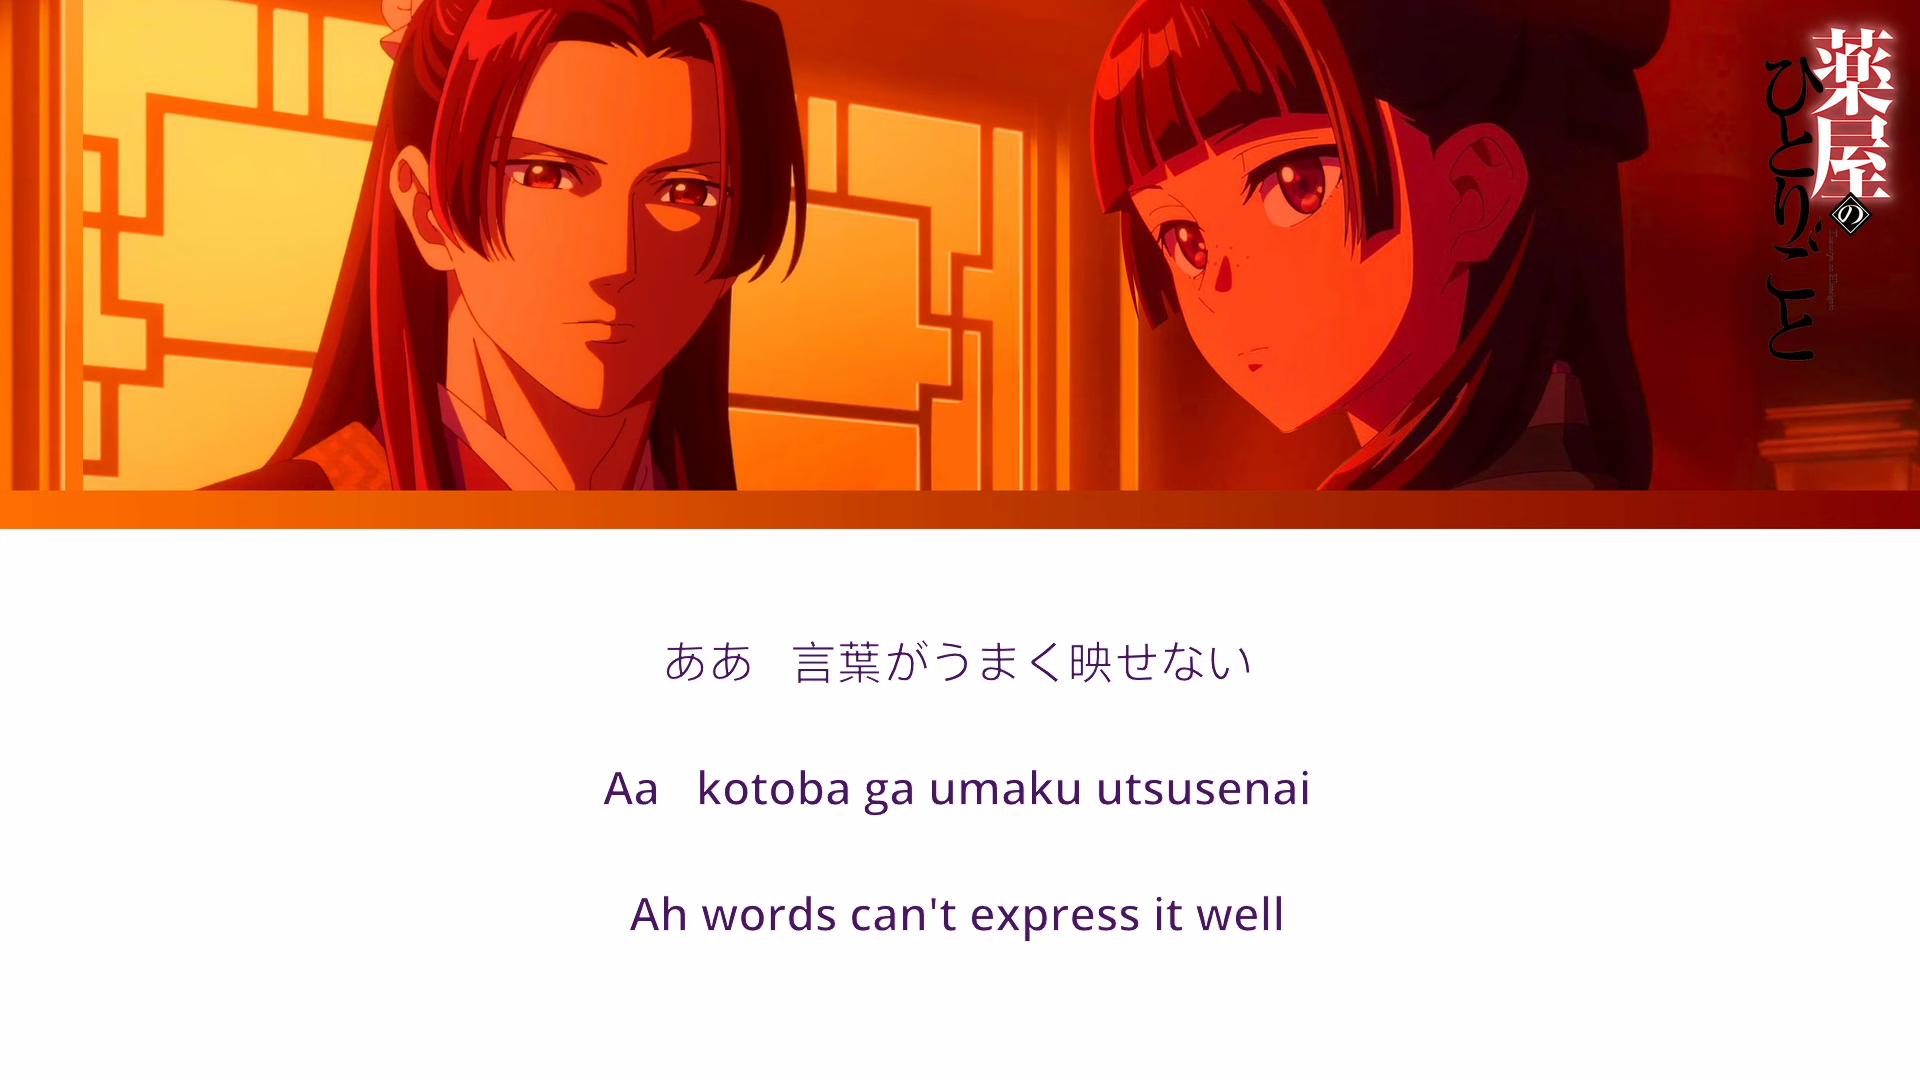 薬屋の
ひとりごと
ああ 言葉がうまく映せない
Aa kotoba ga umaku utsusenai
Ah words can't express it well